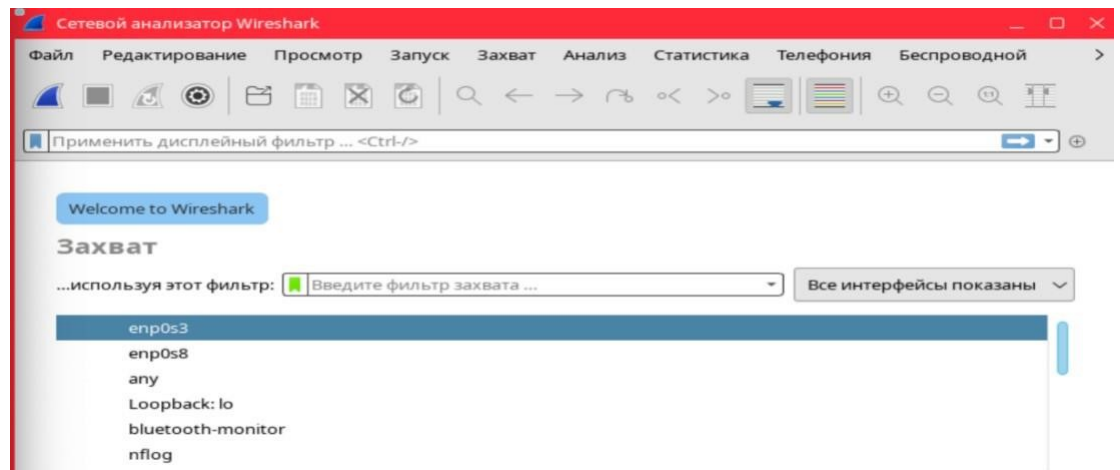 Сетевой анализатор Wireshark
Файл Редактирование Просмотр Запуск Захват Анализ Статистика Телефония Беспроводной >
Применить дисплейный фильтр ... <Ctrl-/>
Welcome to Wireshark
Захват
...используя этот фильтр: Введите фильтр захвата ... Все интерфейсы показаны
enp0s3
enp0s8
any
Loopback: lo
bluetooth-monitor
nflog